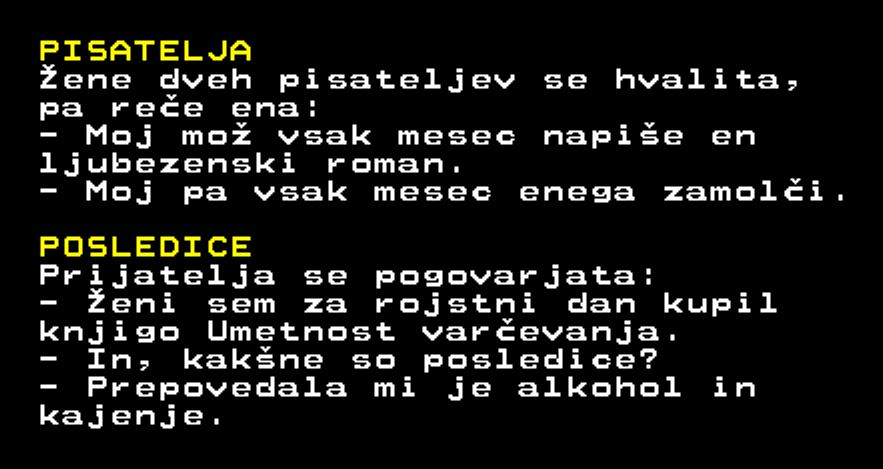 PISATELJA
Žene dveh pisateljev se hvalita,
pa reče ena:
- Moj mož vsak mesec napiše en
ljubezenski roman.
- Moj pa vsak mesec enega zamolči.
POSLEDICE
Prijatelja se pogovarjata:
- Ženi sem za rojstni dan kupil
knjigo Umetnost varčevanja.
- In, kakšne so posledice?
- Prepovedala mi je alkohol in
kajenje.